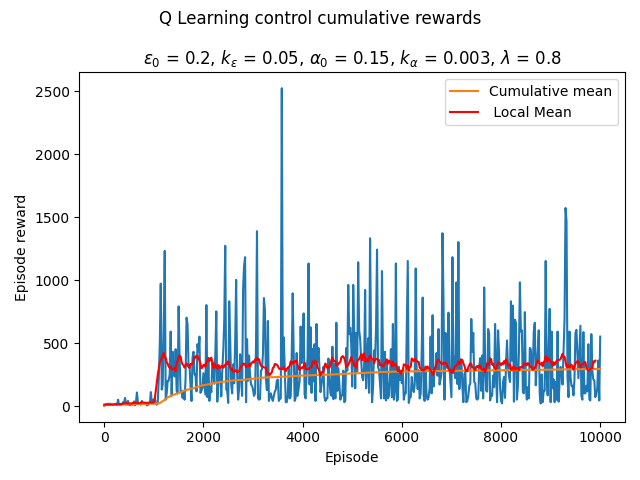 Q Learning control cumulative rewards
ε₀ = 0.2, kε = 0.05, α₀ = 0.15, kα = 0.003, λ = 0.8
Cumulative mean
Local Mean
Episode reward
2500
2000
1500
1000
500
0
0 2000 4000 6000 8000 10000
Episode